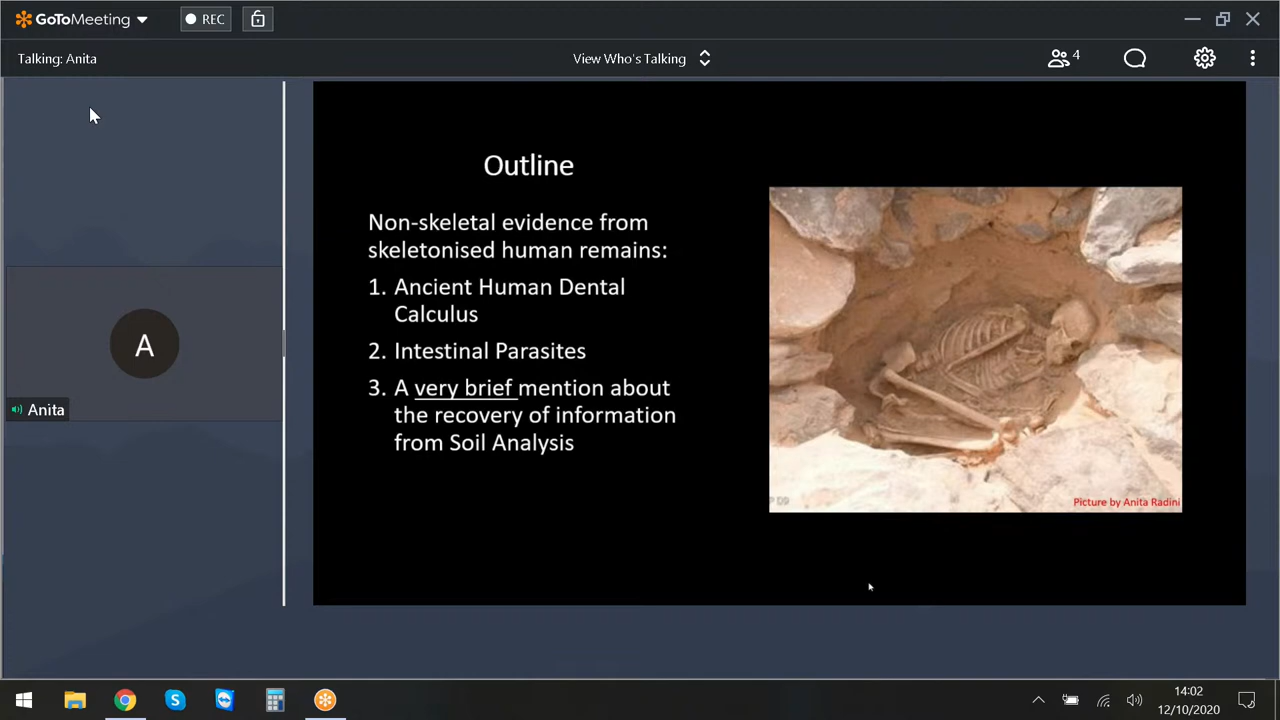 GoToMeeting
REC
Talking: Anita
View Who's Talking
4
Outline
Non-skeletal evidence from
skeletonised human remains:
1. Ancient Human Dental
Calculus
2. Intestinal Parasites
3. A very brief mention about
the recovery of information
from Soil Analysis
Picture by Anita Radini
A
Anita
S
14:02
12/10/2020